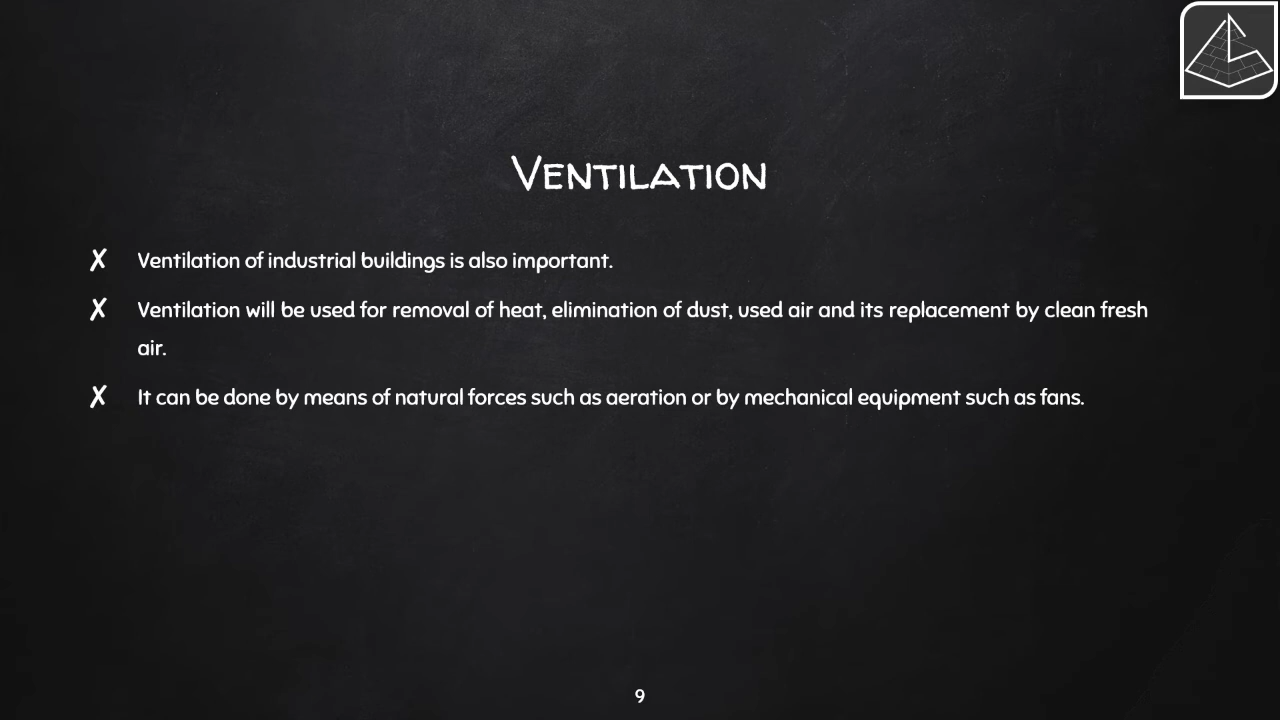 Ventilation
✗ Ventilation of industrial buildings is also important.
✗ Ventilation will be used for removal of heat, elimination of dust, used air and its replacement by clean fresh
air.
✗ It can be done by means of natural forces such as aeration or by mechanical equipment such as fans.
9